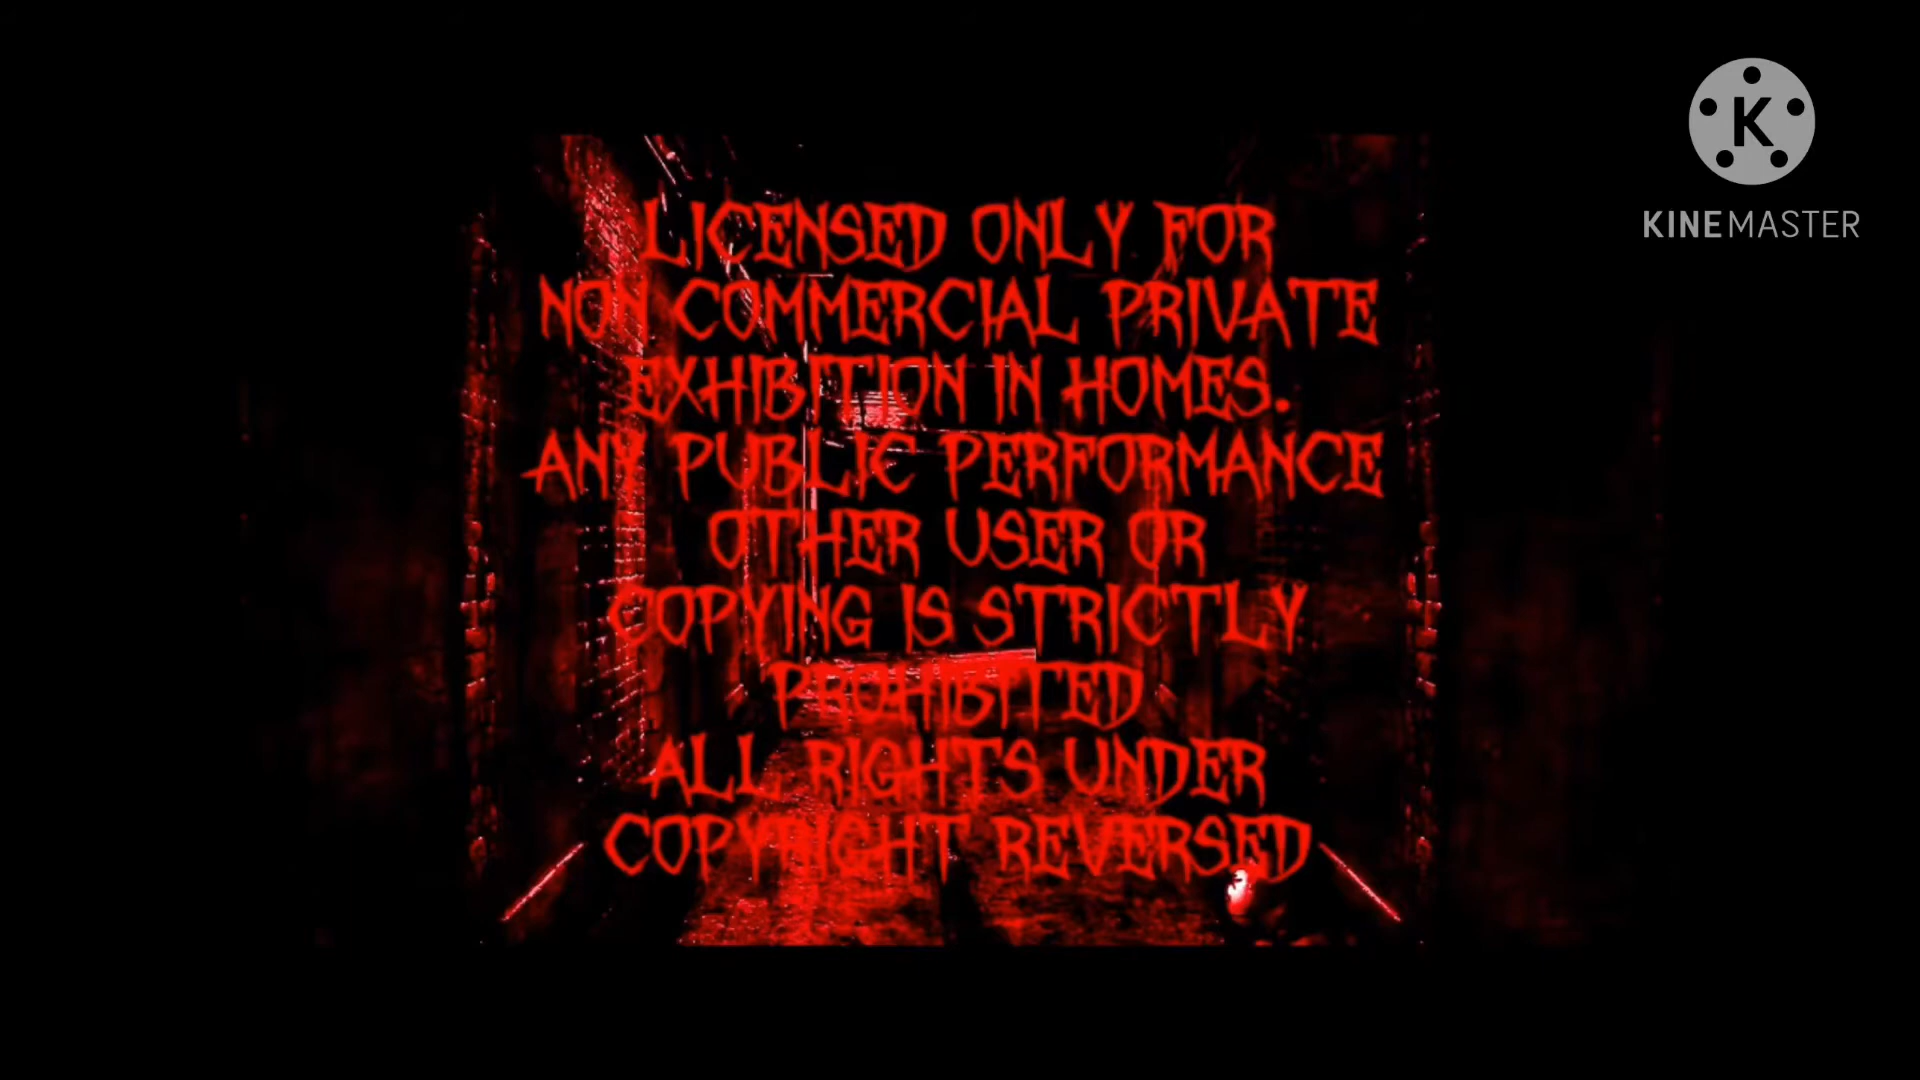 LICENSED ONLY FOR
NON COMMERCIAL PRIVATE
EXHIBITION IN HOMES.
ANY PUBLIC PERFORMANCE
OTHER USER OR
COPYING IS STRICTLY
PROHIBITED
ALL RIGHTS UNDER
COPYRIGHT REVERSED
K
KINEMASTER